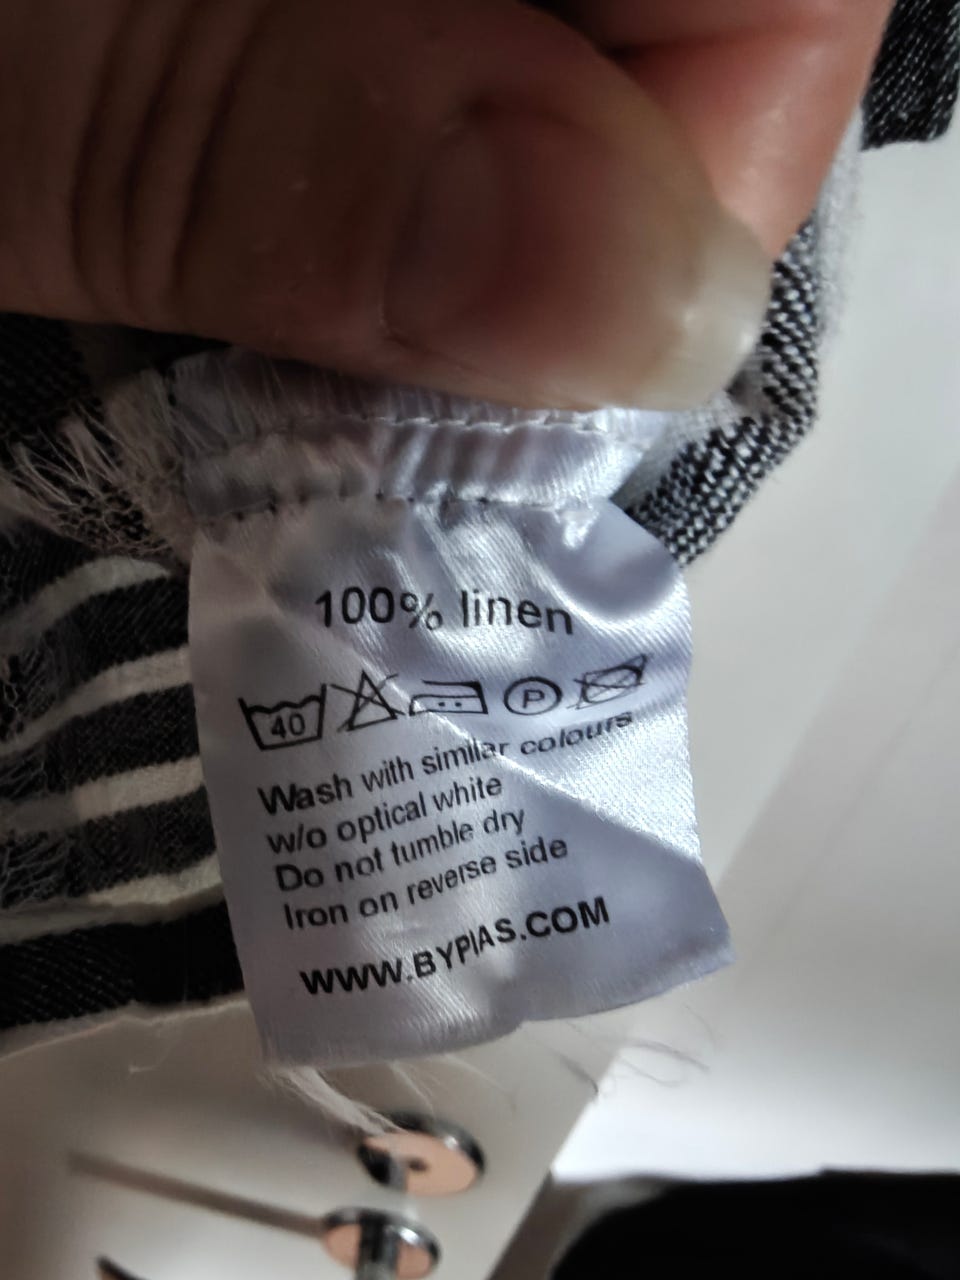 100% linen
40 P
Wash with similar colours
w/o optical white
Do not tumble dry
Iron on reverse side
WWW.BYPIAS.COM